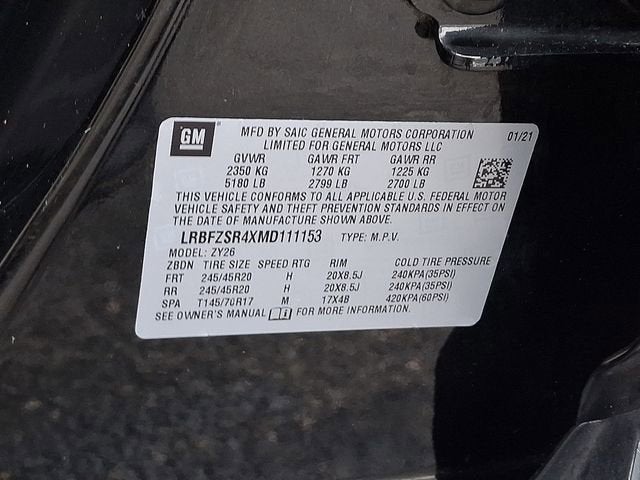 GM
MFD BY SAIC GENERAL MOTORS CORPORATION 01/21
LIMITED FOR GENERAL MOTORS LLC
GVWR GAWR FRT GAWR RR
2350 KG 1270 KG 1225 KG
5180 LB 2799 LB 2700 LB
THIS VEHICLE CONFORMS TO ALL APPLICABLE U.S. FEDERAL MOTOR
VEHICLE SAFETY AND THEFT PREVENTION STANDARDS IN EFFECT ON
THE DATE OF MANUFACTURE SHOWN ABOVE.
LRBFZSR4XMD111153 TYPE: M.P.V.
MODEL: ZY26
ZBDN TIRE SIZE SPEED RTG RIM COLD TIRE PRESSURE
FRT 245/45R20 H 20X8.5J 240KPA(35PSI)
RR 245/45R20 H 20X8.5J 240KPA(35PSI)
SPA T145/70R17 M 17X4B 420KPA(60PSI)
SEE OWNER'S MANUAL i FOR MORE INFORMATION.